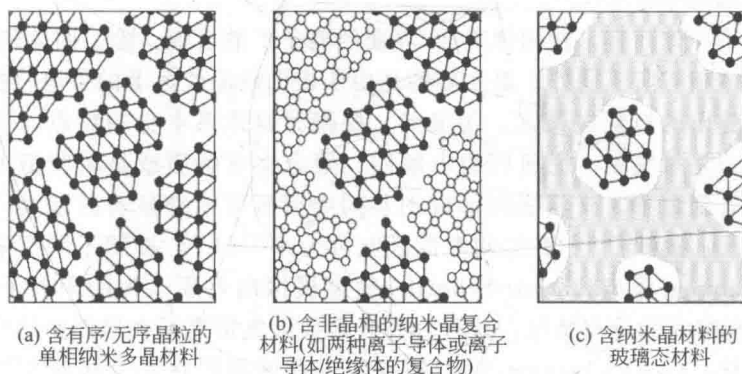 (a) 含有序/无序晶粒的
单相纳米多晶材料
(b) 含非晶相的纳米晶复合
材料(如两种离子导体或离子
导体/绝缘体的复合物)
(c) 含纳米晶材料的
玻璃态材料